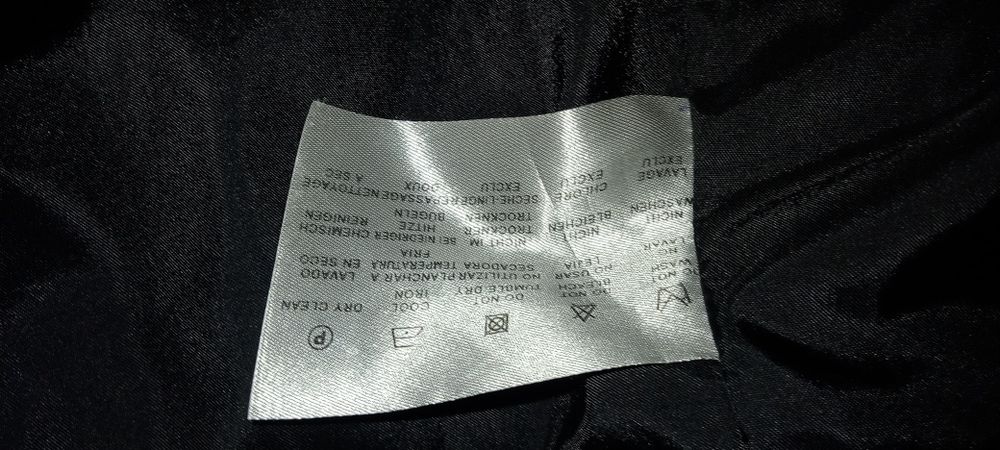 P
DO NOT DO NOT DO NOT COOL DRY CLEAN
WASH BLEACH TUMBLE DRY IRON
NO NO USAR NO UTILIZAR PLANCHAR A LAVADO
LAVAR LEJIA SECADORA TEMPERATURA EN SECO
FRIA
NICHT NICHT NICHT IM BEI NIEDRIGER CHEMISCH
WASCHEN BLEICHEN TROCKNER HITZE REINIGEN
TROCKNEN BÜGELN
LAVAGE CHLORE SECHE-LINGE REPASSAGE NETTOYAGE
EXCLU EXCLU EXCLU DOUX A SEC